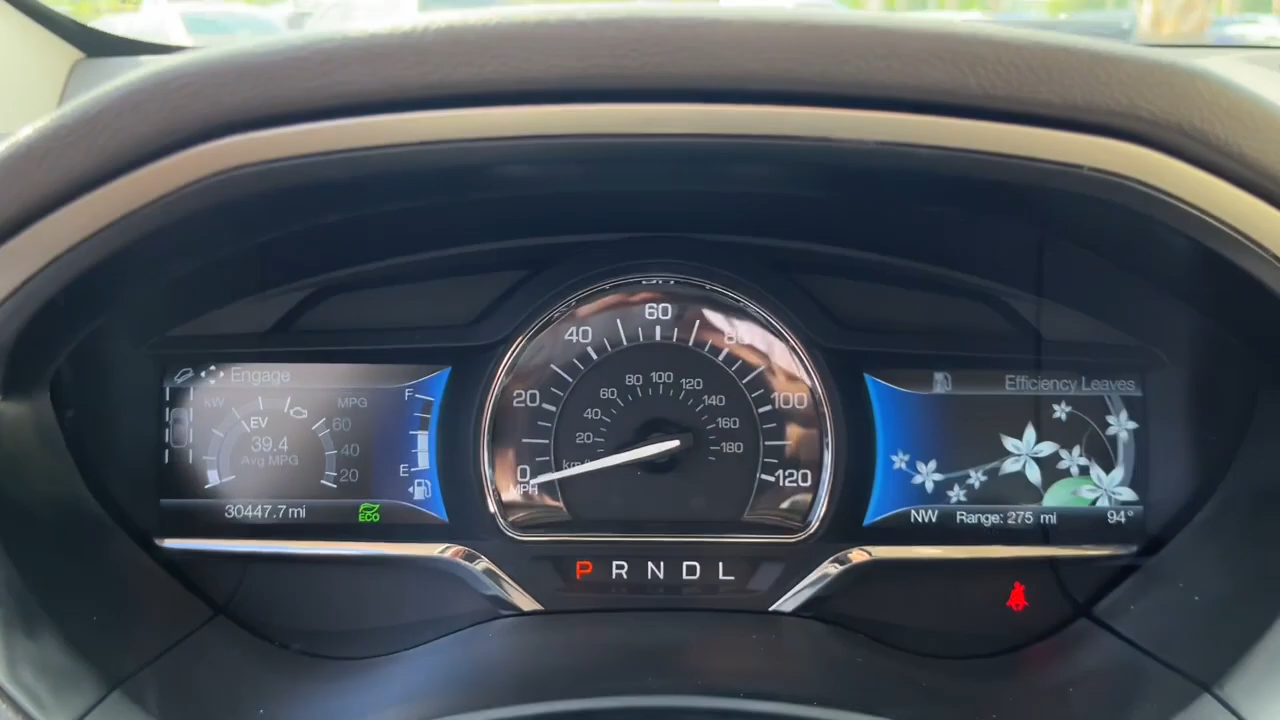 Engage
KW
EV
39.4
Avg MPG
MPG
60
40
20
F
E
30447.7 mi
ECO
0
20
40
60
80
100
120
MPH
km/h
20
40
60
80
100
120
140
160
180
P R N D L
Efficiency Leaves
NW Range: 275 mi 94°